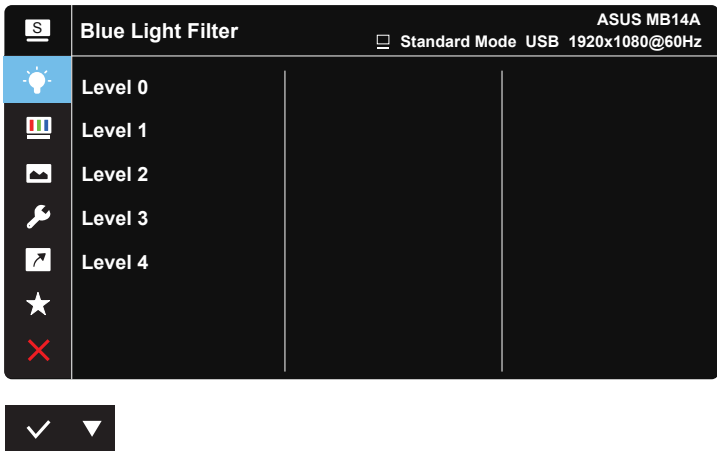 S
Blue Light Filter
ASUS MB14A
Standard Mode USB 1920x1080@60Hz
Level 0
Level 1
Level 2
Level 3
Level 4